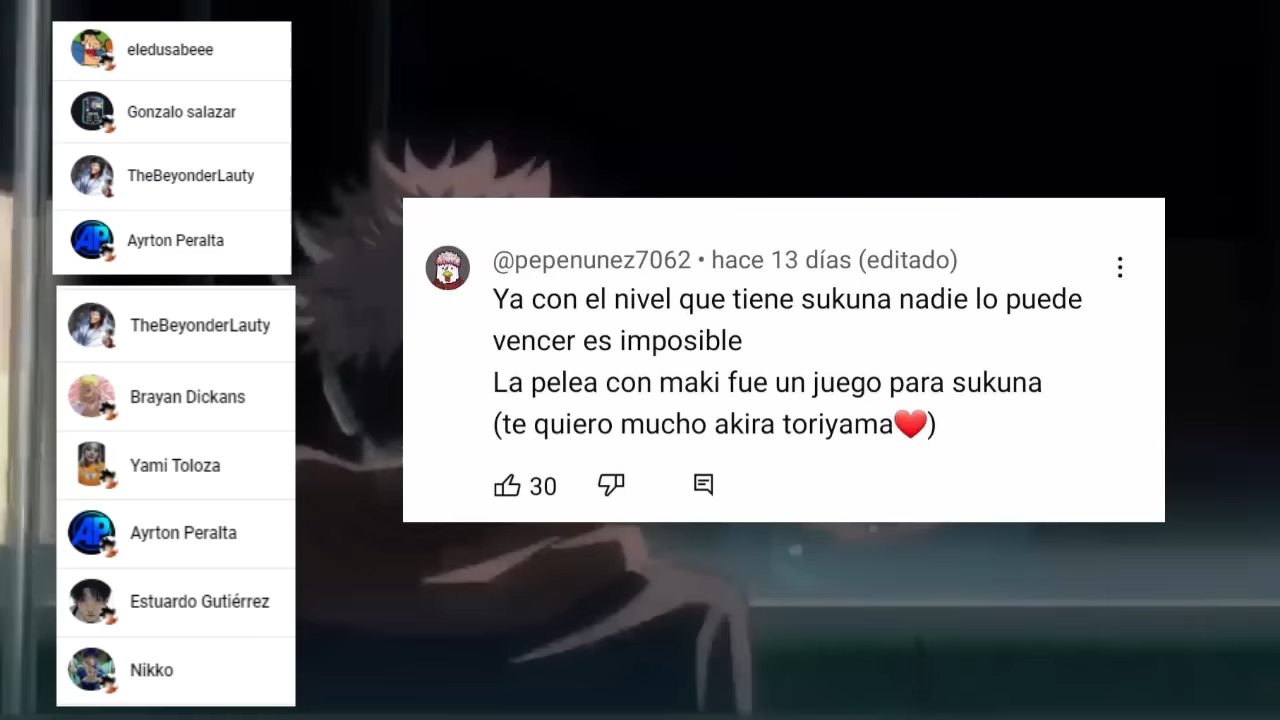 eledusabeee
Gonzalo salazar
TheBeyonderLauty
Ayrton Peralta
TheBeyonderLauty
Brayan Dickans
Yami Toloza
Ayrton Peralta
Estuardo Gutiérrez
Nikko
@pepenunez7062 • hace 13 días (editado)
Ya con el nivel que tiene sukuna nadie lo puede
vencer es imposible
La pelea con maki fue un juego para sukuna
(te quiero mucho akira toriyama❤️)
30
AP
AP